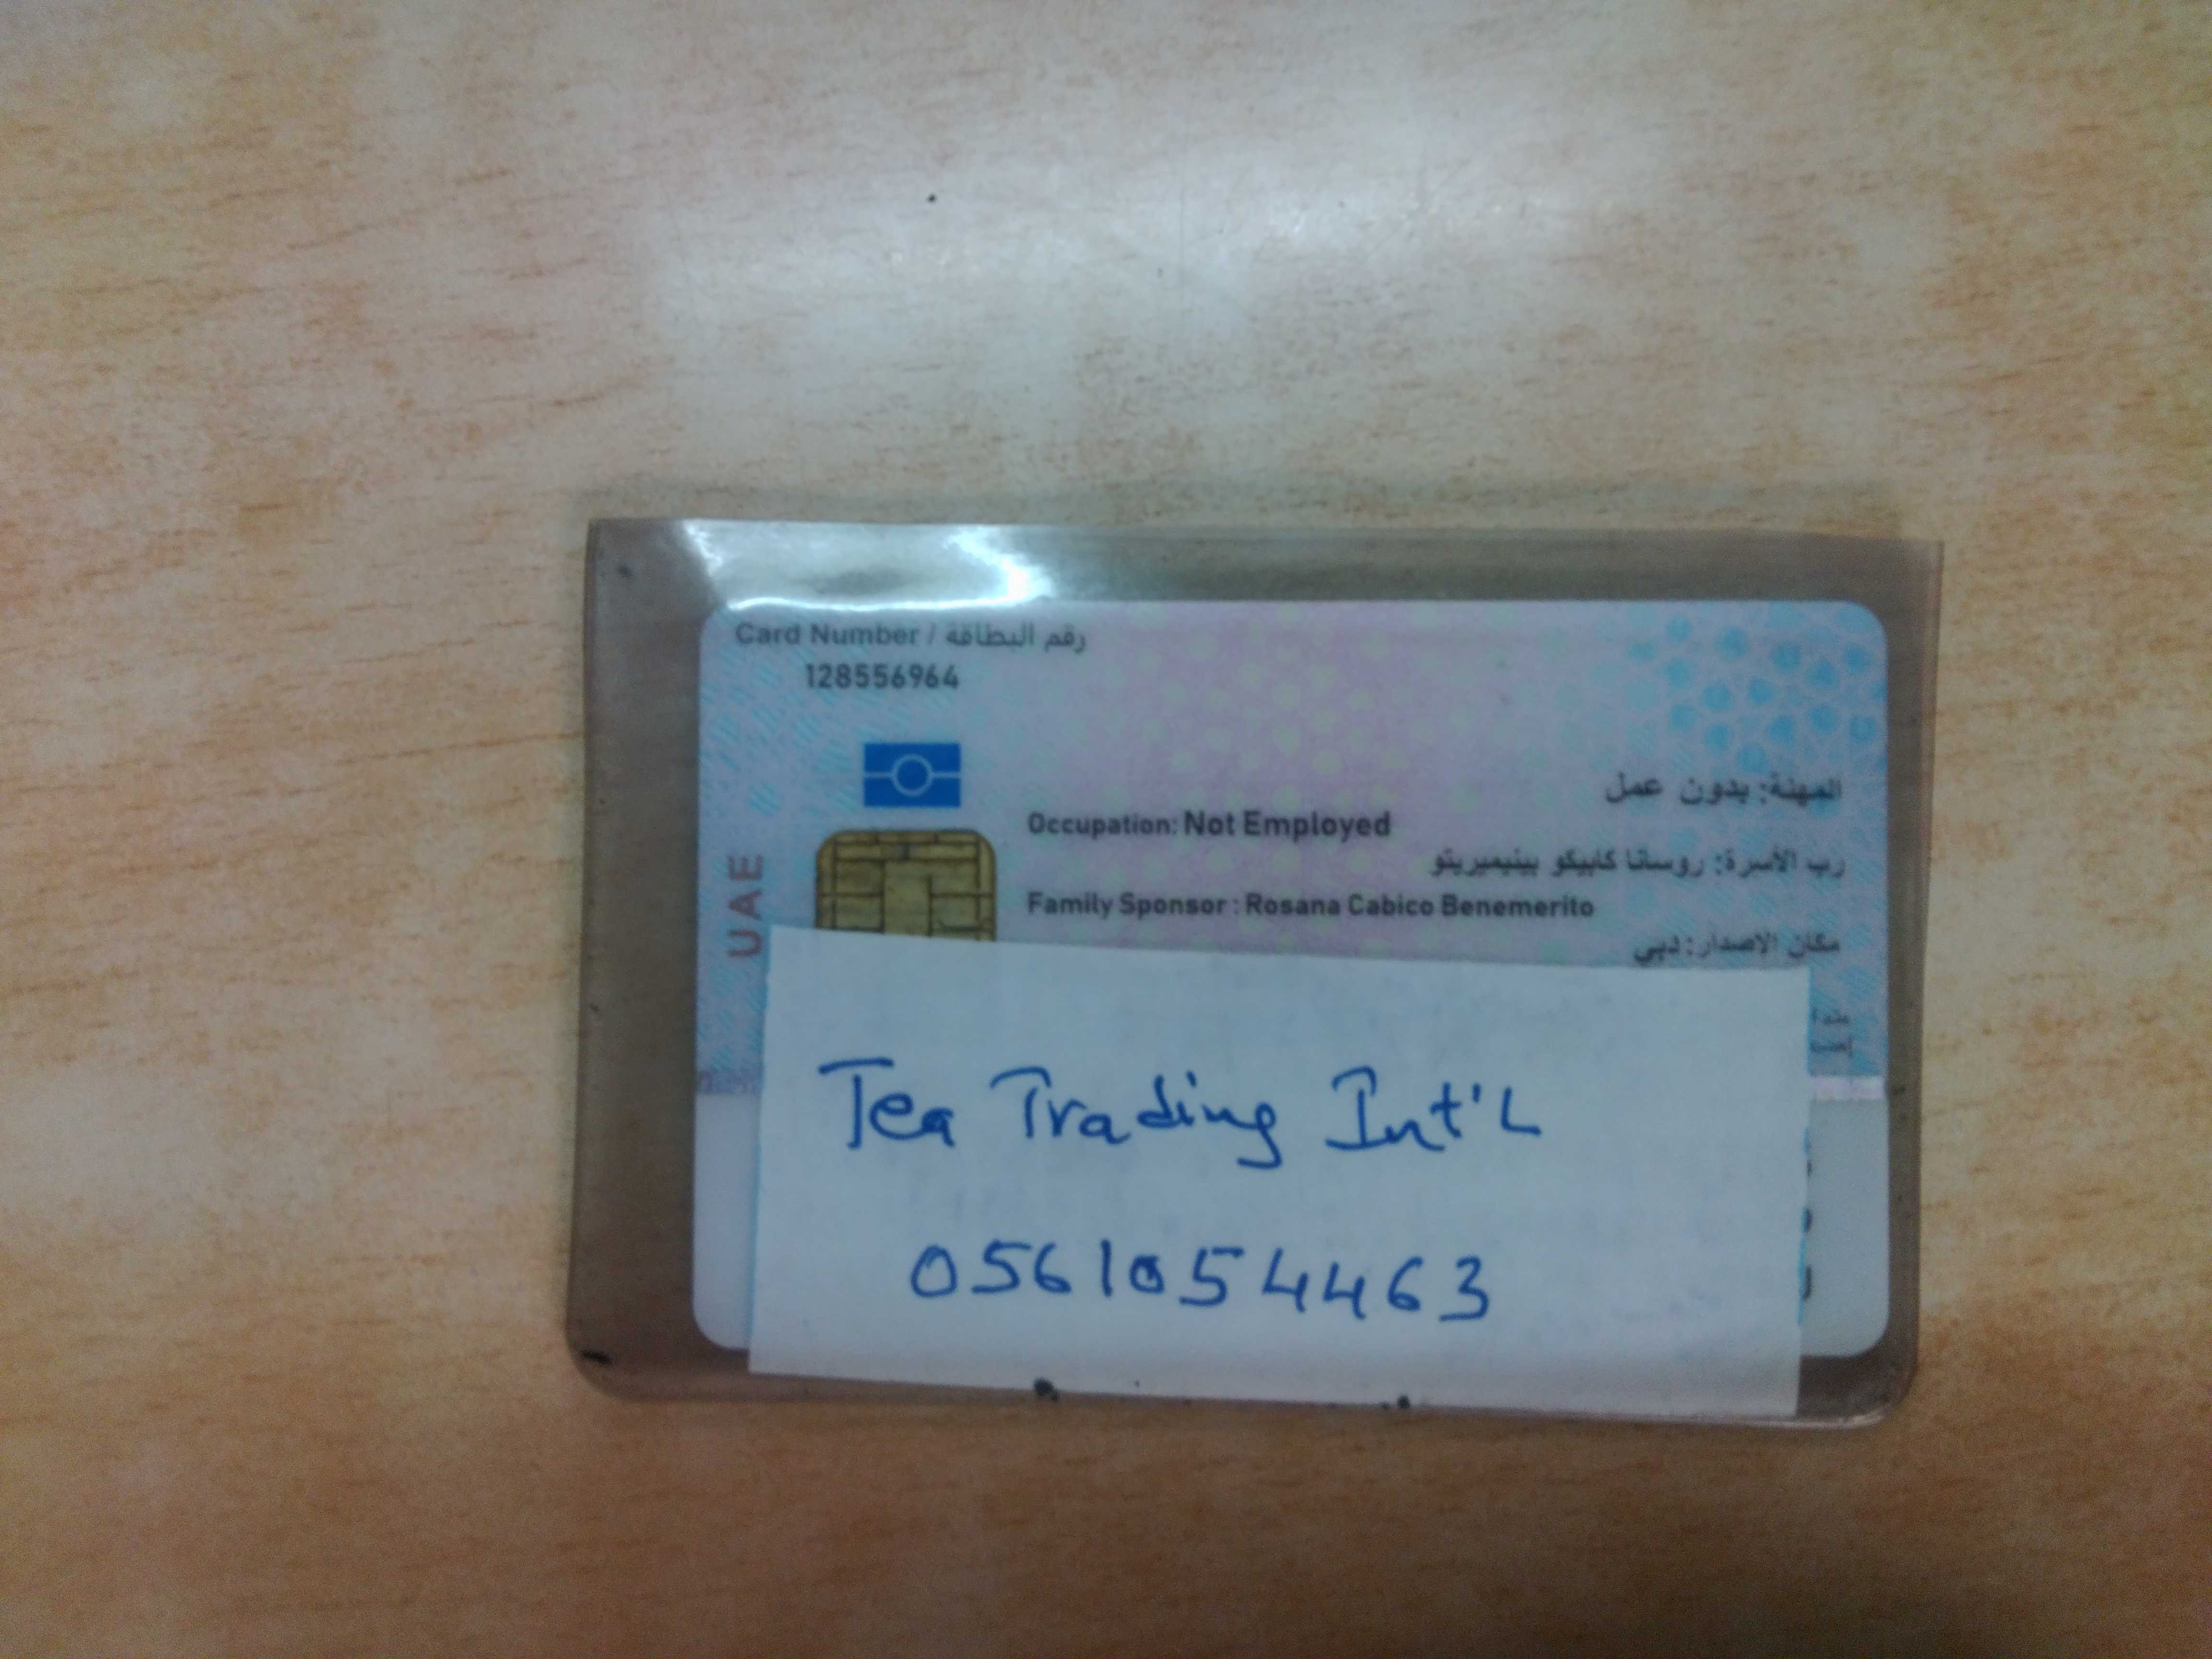 Card Number / رقم البطاقة
128556964
المهنة: بدون عمل
Occupation: Not Employed
رب الأسرة: روسانا كابيكو بينيميريتو
Family Sponsor : Rosana Cabico Benemerito
مكان الاصدار: دبي
UAE
Tea Trading Int'L
0561054463